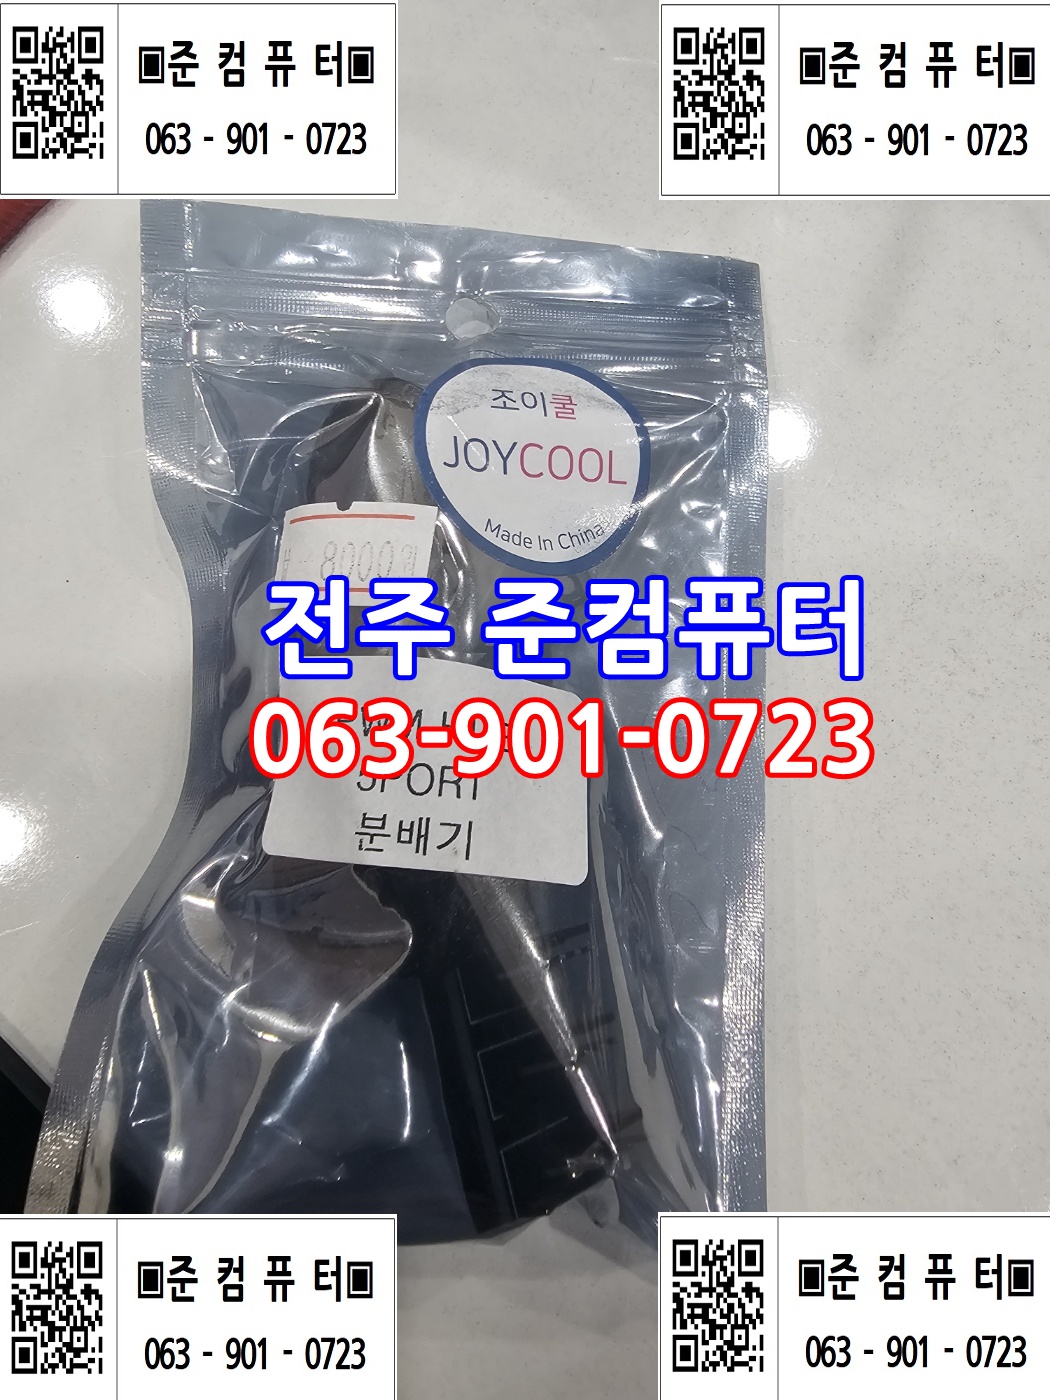 ▣준 컴 퓨 터▣
063 - 901 - 0723
▣준 컴 퓨 터▣
063 - 901 - 0723
조이쿨
JOYCOOL
Made In China
8000
전주 준컴퓨터
063-901-0723
5PORT
분배기
▣준 컴 퓨 터▣
063 - 901 - 0723
▣준 컴 퓨 터▣
063 - 901 - 0723